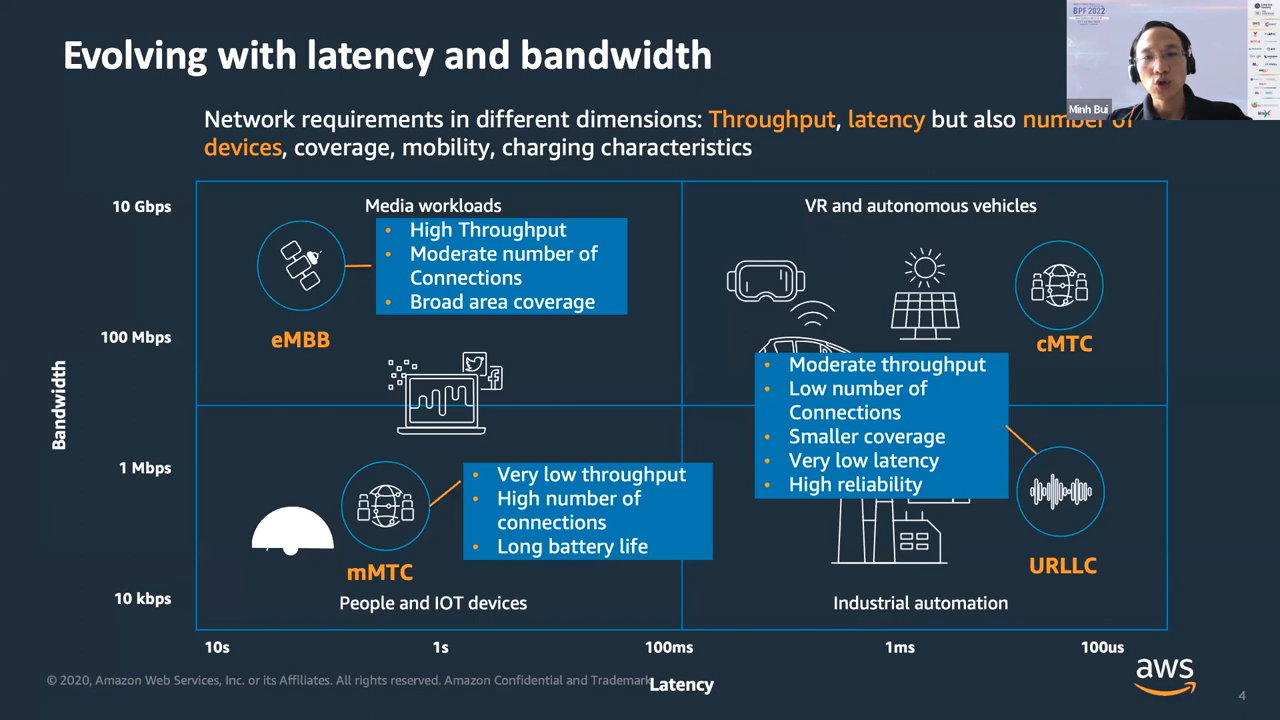 Evolving with latency and bandwidth
BPF 2022
Minh Bui
Network requirements in different dimensions: Throughput, latency but also number of
devices, coverage, mobility, charging characteristics
10 Gbps
100 Mbps
1 Mbps
10 kbps
Bandwidth
Media workloads
• High Throughput
• Moderate number of
Connections
• Broad area coverage
eMBB
VR and autonomous vehicles
cMTC
• Moderate throughput
• Low number of
Connections
• Smaller coverage
• Very low latency
• High reliability
URLLC
• Very low throughput
• High number of
connections
• Long battery life
mMTC
People and IOT devices
Industrial automation
10s
1s
100ms
1ms
100us
Latency
© 2020, Amazon Web Services, Inc. or its Affiliates. All rights reserved. Amazon Confidential and Trademark
aws
4